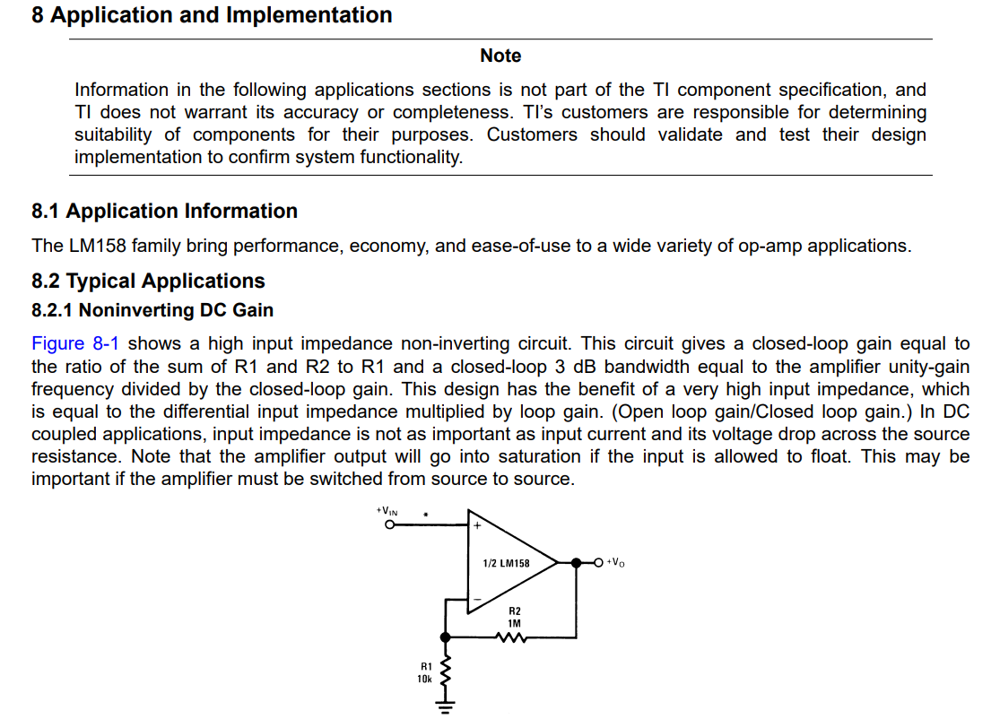 8 Application and Implementation
Note
Information in the following applications sections is not part of the TI component specification, and
TI does not warrant its accuracy or completeness. TI's customers are responsible for determining
suitability of components for their purposes. Customers should validate and test their design
implementation to confirm system functionality.
8.1 Application Information
The LM158 family bring performance, economy, and ease-of-use to a wide variety of op-amp applications.
8.2 Typical Applications
8.2.1 Noninverting DC Gain
Figure 8-1 shows a high input impedance non-inverting circuit. This circuit gives a closed-loop gain equal to
the ratio of the sum of R1 and R2 to R1 and a closed-loop 3 dB bandwidth equal to the amplifier unity-gain
frequency divided by the closed-loop gain. This design has the benefit of a very high input impedance, which
is equal to the differential input impedance multiplied by loop gain. (Open loop gain/Closed loop gain.) In DC
coupled applications, input impedance is not as important as input current and its voltage drop across the source
resistance. Note that the amplifier output will go into saturation if the input is allowed to float. This may be
important if the amplifier must be switched from source to source.
+VIN
+
1/2 LM158
+VO
−
R2
1M
R1
10k